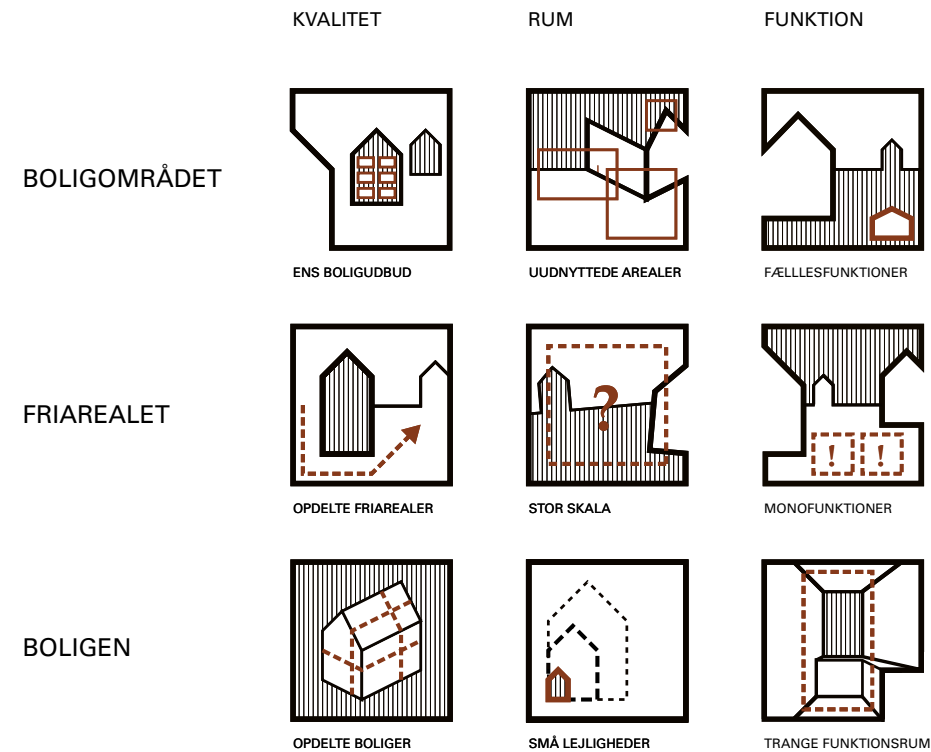 KVALITET RUM FUNKTION
BOLIGOMRÅDET
ENS BOLIGUDBUD UUDNYTTEDE AREALER FÆLLLESFUNKTIONER
FRIAREALET
?
! !
OPDELTE FRIAREALER STOR SKALA MONOFUNKTIONER
BOLIGEN
OPDELTE BOLIGER SMÅ LEJLIGHEDER TRANGE FUNKTIONSRUM